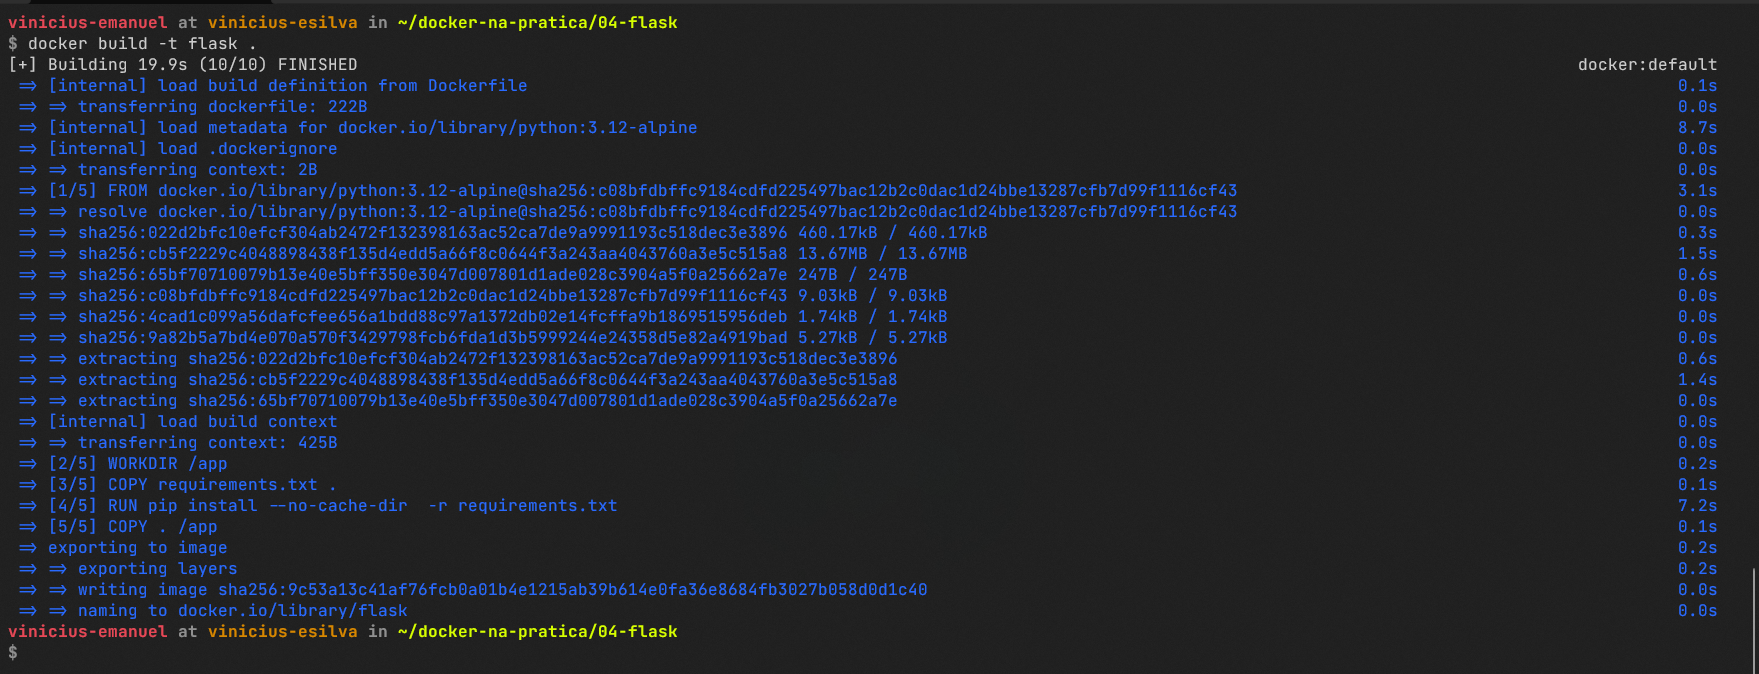 vinicius-emanuel at vinicius-esilva in ~/docker-na-pratica/04-flask
$ docker build -t flask .
[+] Building 19.9s (10/10) FINISHED docker:default
=> [internal] load build definition from Dockerfile 0.1s
=> => transferring dockerfile: 222B 0.0s
=> [internal] load metadata for docker.io/library/python:3.12-alpine 8.7s
=> [internal] load .dockerignore 0.0s
=> => transferring context: 2B 0.0s
=> [1/5] FROM docker.io/library/python:3.12-alpine@sha256:c08bfdbffc9184cdfd225497bac12b2c0dac1d24bbe13287cfb7d99f1116cf43 3.1s
=> => resolve docker.io/library/python:3.12-alpine@sha256:c08bfdbffc9184cdfd225497bac12b2c0dac1d24bbe13287cfb7d99f1116cf43 0.0s
=> => sha256:022d2bfc10efcf304ab2472f132398163ac52ca7de9a9991193c518dec3e3896 460.17kB / 460.17kB 0.3s
=> => sha256:cb5f2229c4048898438f135d4edd5a66f8c0644f3a243aa4043760a3e5c515a8 13.67MB / 13.67MB 1.5s
=> => sha256:65bf70710079b13e40e5bff350e3047d007801d1ade028c3904a5f0a25662a7e 247B / 247B 0.6s
=> => sha256:c08bfdbffc9184cdfd225497bac12b2c0dac1d24bbe13287cfb7d99f1116cf43 9.03kB / 9.03kB 0.0s
=> => sha256:4cad1c099a56dafcfee656a1bdd88c97a1372db02e14fcffa9b1869515956deb 1.74kB / 1.74kB 0.0s
=> => sha256:9a82b5a7bd4e070a570f3429798fcb6fda1d3b5999244e24358d5e82a4919bad 5.27kB / 5.27kB 0.0s
=> => extracting sha256:022d2bfc10efcf304ab2472f132398163ac52ca7de9a9991193c518dec3e3896 0.6s
=> => extracting sha256:cb5f2229c4048898438f135d4edd5a66f8c0644f3a243aa4043760a3e5c515a8 1.4s
=> => extracting sha256:65bf70710079b13e40e5bff350e3047d007801d1ade028c3904a5f0a25662a7e 0.0s
=> [internal] load build context 0.0s
=> => transferring context: 425B 0.0s
=> [2/5] WORKDIR /app 0.2s
=> [3/5] COPY requirements.txt . 0.1s
=> [4/5] RUN pip install --no-cache-dir  -r requirements.txt 7.2s
=> [5/5] COPY . /app 0.1s
=> exporting to image 0.2s
=> => exporting layers 0.2s
=> => writing image sha256:9c53a13c41af76fcb0a01b4e1215ab39b614e0fa36e8684fb3027b058d0d1c40 0.0s
=> => naming to docker.io/library/flask 0.0s
vinicius-emanuel at vinicius-esilva in ~/docker-na-pratica/04-flask
$